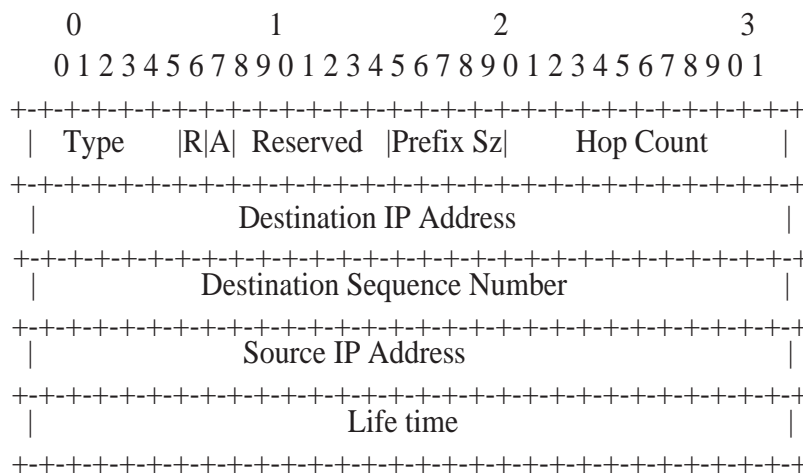 0 1 2 3
0 1 2 3 4 5 6 7 8 9 0 1 2 3 4 5 6 7 8 9 0 1 2 3 4 5 6 7 8 9 0 1
+-+-+-+-+-+-+-+-+-+-+-+-+-+-+-+-+-+-+-+-+-+-+-+-+-+-+-+-+-+-+-+-+
| Type |R|A| Reserved |Prefix Sz| Hop Count |
+-+-+-+-+-+-+-+-+-+-+-+-+-+-+-+-+-+-+-+-+-+-+-+-+-+-+-+-+-+-+-+-+
| Destination IP Address |
+-+-+-+-+-+-+-+-+-+-+-+-+-+-+-+-+-+-+-+-+-+-+-+-+-+-+-+-+-+-+-+-+
| Destination Sequence Number |
+-+-+-+-+-+-+-+-+-+-+-+-+-+-+-+-+-+-+-+-+-+-+-+-+-+-+-+-+-+-+-+-+
| Source IP Address |
+-+-+-+-+-+-+-+-+-+-+-+-+-+-+-+-+-+-+-+-+-+-+-+-+-+-+-+-+-+-+-+-+
| Life time |
+-+-+-+-+-+-+-+-+-+-+-+-+-+-+-+-+-+-+-+-+-+-+-+-+-+-+-+-+-+-+-+-+